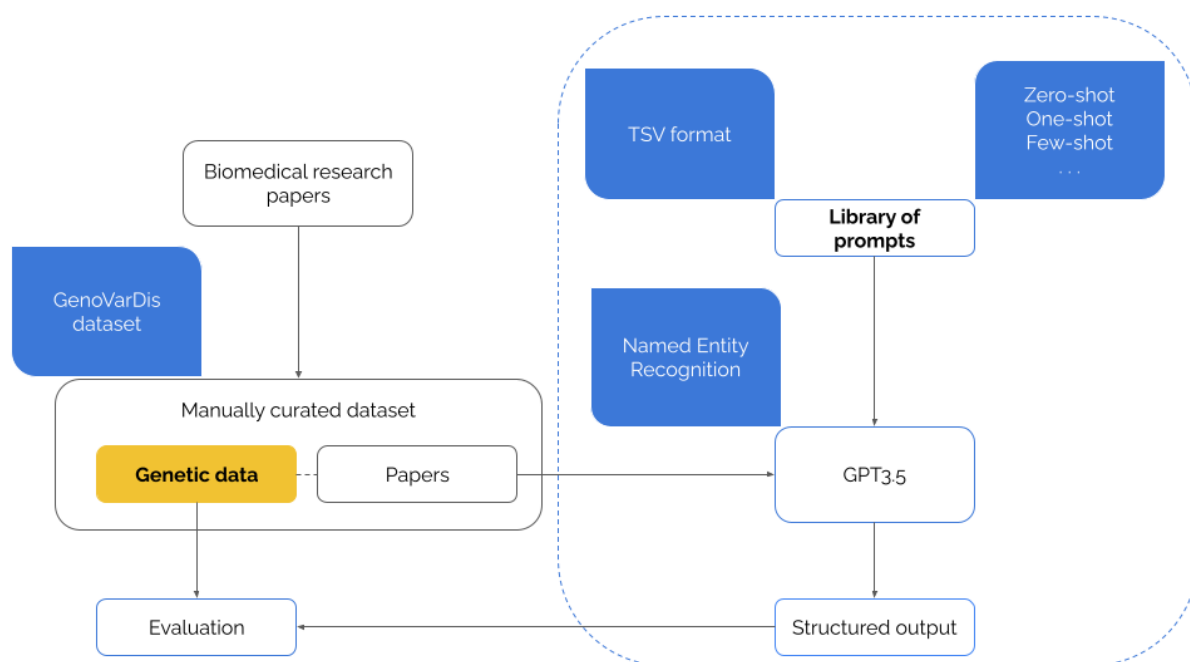 Zero-shot
One-shot
Few-shot
. . .
TSV format
Biomedical research
papers
Library of
prompts
GenoVarDis
dataset
Named Entity
Recognition
Manually curated dataset
Genetic data
Papers
GPT3.5
Evaluation
Structured output